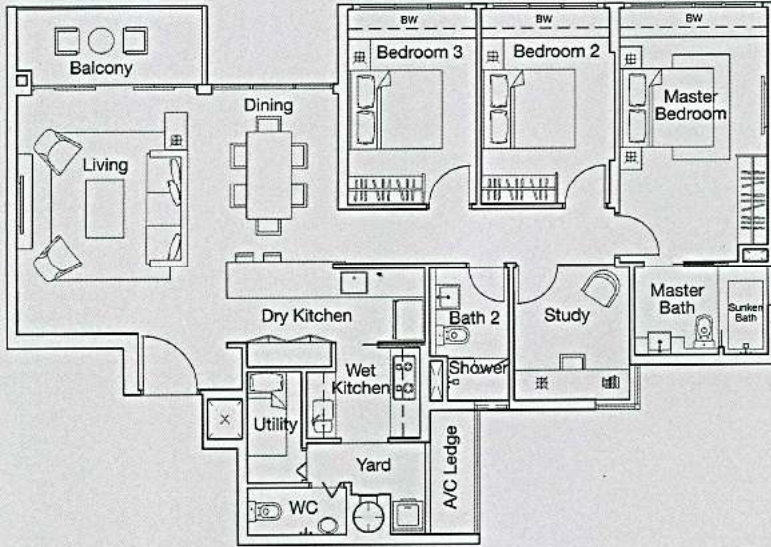 BW
BW
BW
Balcony
Bedroom 3
Bedroom 2
Master
Bedroom
Dining
Living
Dry Kitchen
Bath 2
Study
Master
Bath
Sunken
Bath
Wet
Kitchen
Shower
Utility
Yard
A/C Ledge
WC